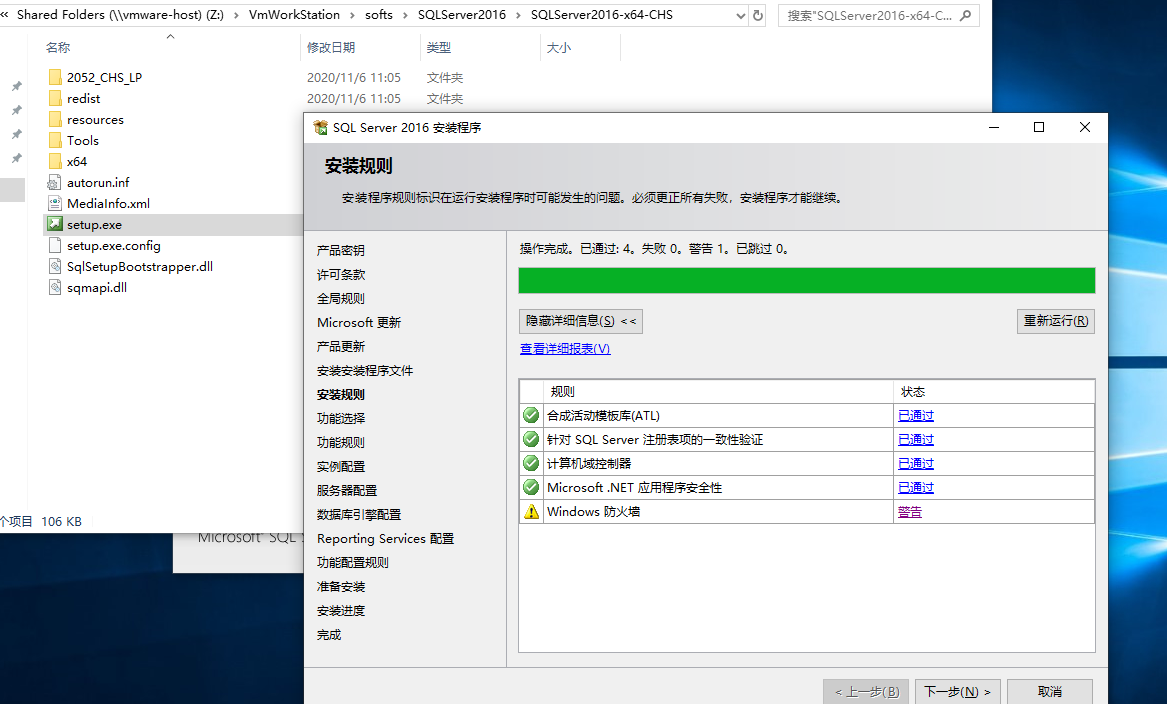 « Shared Folders (\\vmware-host) (Z:) › VmWorkStation › softs › SQLServer2016 › SQLServer2016-x64-CHS
搜索"SQLServer2016-x64-C...
名称 修改日期 类型 大小
2052_CHS_LP 2020/11/6 11:05 文件夹
redist 2020/11/6 11:05 文件夹
resources
Tools
x64
autorun.inf
MediaInfo.xml
setup.exe
setup.exe.config
SqlSetupBootstrapper.dll
sqmapi.dll
个项目 106 KB
Microsoft SQL S
SQL Server 2016 安装程序
安装规则
安装程序规则标识在运行安装程序时可能发生的问题。必须更正所有失败，安装程序才能继续。
产品密钥
许可条款
全局规则
Microsoft 更新
产品更新
安装安装程序文件
安装规则
功能选择
功能规则
实例配置
服务器配置
数据库引擎配置
Reporting Services 配置
功能配置规则
准备安装
安装进度
完成
操作完成。已通过: 4。失败 0。警告 1。已跳过 0。
隐藏详细信息(S) <<
重新运行(R)
查看详细报表(V)
规则 状态
合成活动模板库(ATL) 已通过
针对 SQL Server 注册表项的一致性验证 已通过
计算机域控制器 已通过
Microsoft .NET 应用程序安全性 已通过
Windows 防火墙 警告
< 上一步(B) 下一步(N) > 取消